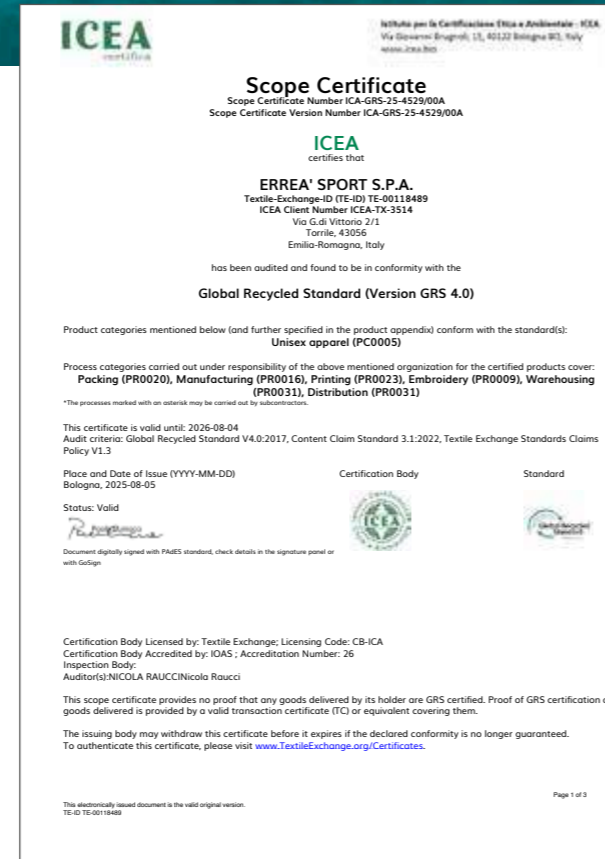 ICEA
certifica
Istituto per la Certificazione Etica e Ambientale - ICEA
Via Giovanni Brugnoli, 15, 40122 Bologna BO, Italy
www.icea.bio
Scope Certificate
Scope Certificate Number ICA-GRS-25-4529/00A
Scope Certificate Version Number ICA-GRS-25-4529/00A
ICEA
certifies that
ERREA' SPORT S.P.A.
Textile-Exchange-ID (TE-ID) TE-00118489
ICEA Client Number ICEA-TX-3514
Via G.di Vittorio 2/1
Torrile, 43056
Emilia-Romagna, Italy
has been audited and found to be in conformity with the
Global Recycled Standard (Version GRS 4.0)
Product categories mentioned below (and further specified in the product appendix) conform with the standard(s):
Unisex apparel (PC0005)
Process categories carried out under responsibility of the above mentioned organization for the certified products cover:
Packing (PR0020), Manufacturing (PR0016), Printing (PR0023), Embroidery (PR0009), Warehousing
(PR0031), Distribution (PR0031)
*The processes marked with an asterisk may be carried out by subcontractors.
This certificate is valid until: 2026-08-04
Audit criteria: Global Recycled Standard V4.0:2017, Content Claim Standard 3.1:2022, Textile Exchange Standards Claims
Policy V1.3
Place and Date of Issue (YYYY-MM-DD) Certification Body Standard
Bologna, 2025-08-05
Status: Valid
ICEA
Global Recycled
Standard
Document digitally signed with PAdES standard, check details in the signature panel or
with GoSign
Certification Body Licensed by: Textile Exchange; Licensing Code: CB-ICA
Certification Body Accredited by: IOAS ; Accreditation Number: 26
Inspection Body:
Auditor(s):NICOLA RAUCCINicola Raucci
This scope certificate provides no proof that any goods delivered by its holder are GRS certified. Proof of GRS certification
goods delivered is provided by a valid transaction certificate (TC) or equivalent covering them.
The issuing body may withdraw this certificate before it expires if the declared conformity is no longer guaranteed.
To authenticate this certificate, please visit www.TextileExchange.org/Certificates.
Page 1 of 3
This electronically issued document is the valid original version.
TE-ID TE-00118489